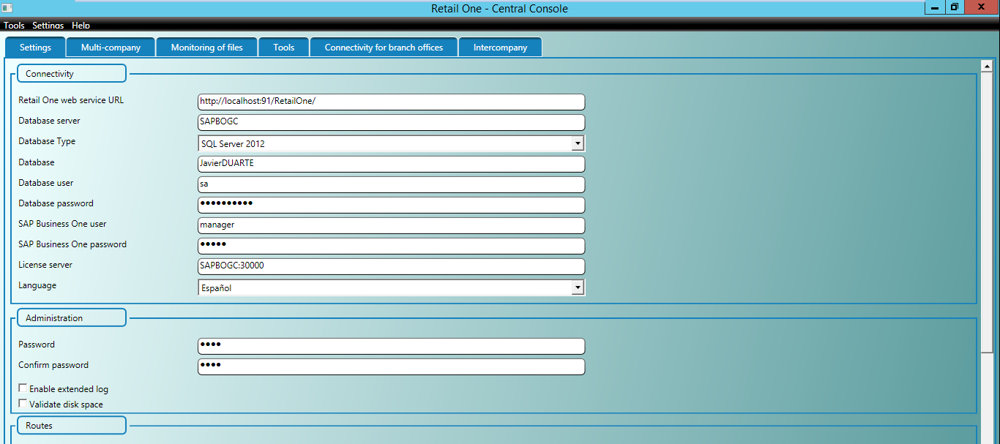 Retail One - Central Console
Tools Settings Help
Settings Multi-company Monitoring of files Tools Connectivity for branch offices Intercompany
Connectivity
Retail One web service URL http://localhost:91/RetailOne/
Database server SAPBOGC
Database Type SQL Server 2012
Database JavierDUARTE
Database user sa
Database password ●●●●●●●●●●
SAP Business One user manager
SAP Business One password ●●●●●
License server SAPBOGC:30000
Language Español
Administration
Password ●●●●
Confirm password ●●●●
Enable extended log
Validate disk space
Routes